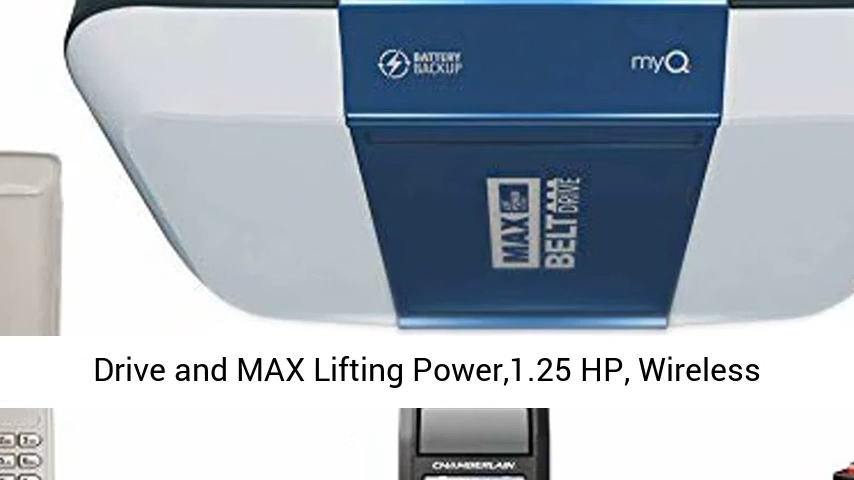 BATTERY
BACKUP
myQ
MAX
BELT
DRIVE
Drive and MAX Lifting Power,1.25 HP, Wireless
CHAMBERLAIN